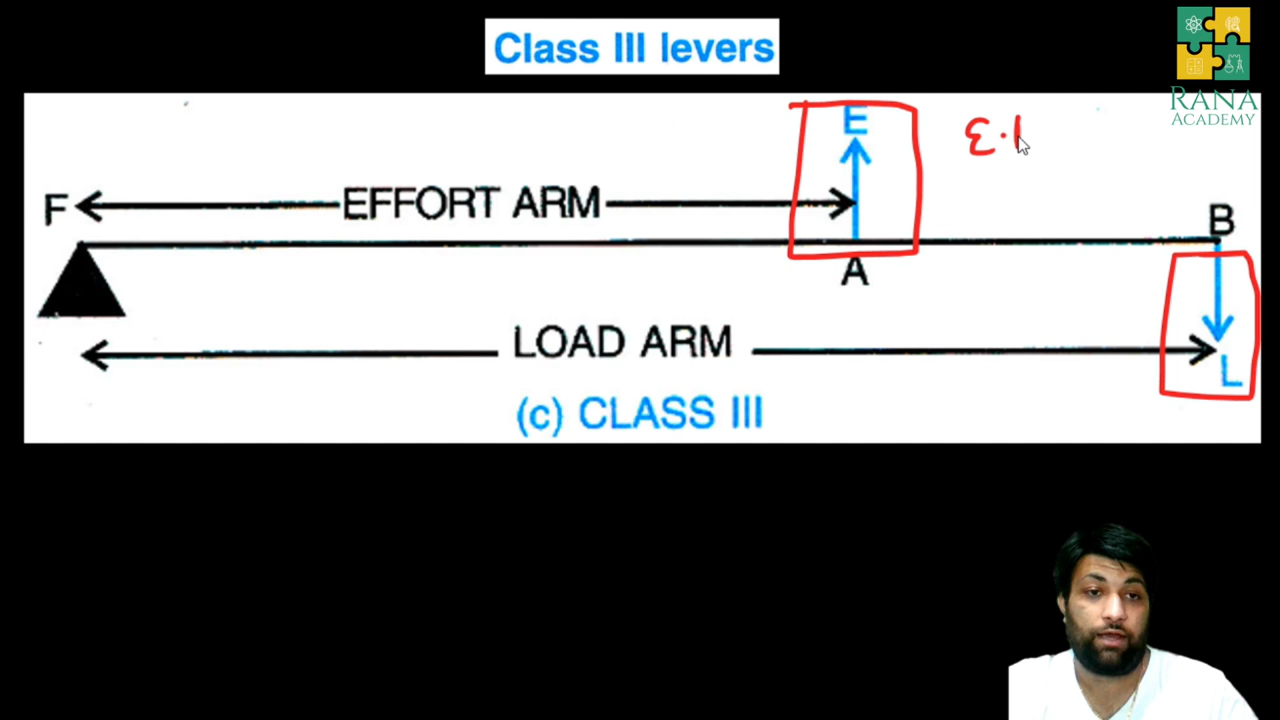 Class III levers
RANA
ACADEMY
E
F
EFFORT ARM
B
A
LOAD ARM
L
(c) CLASS III